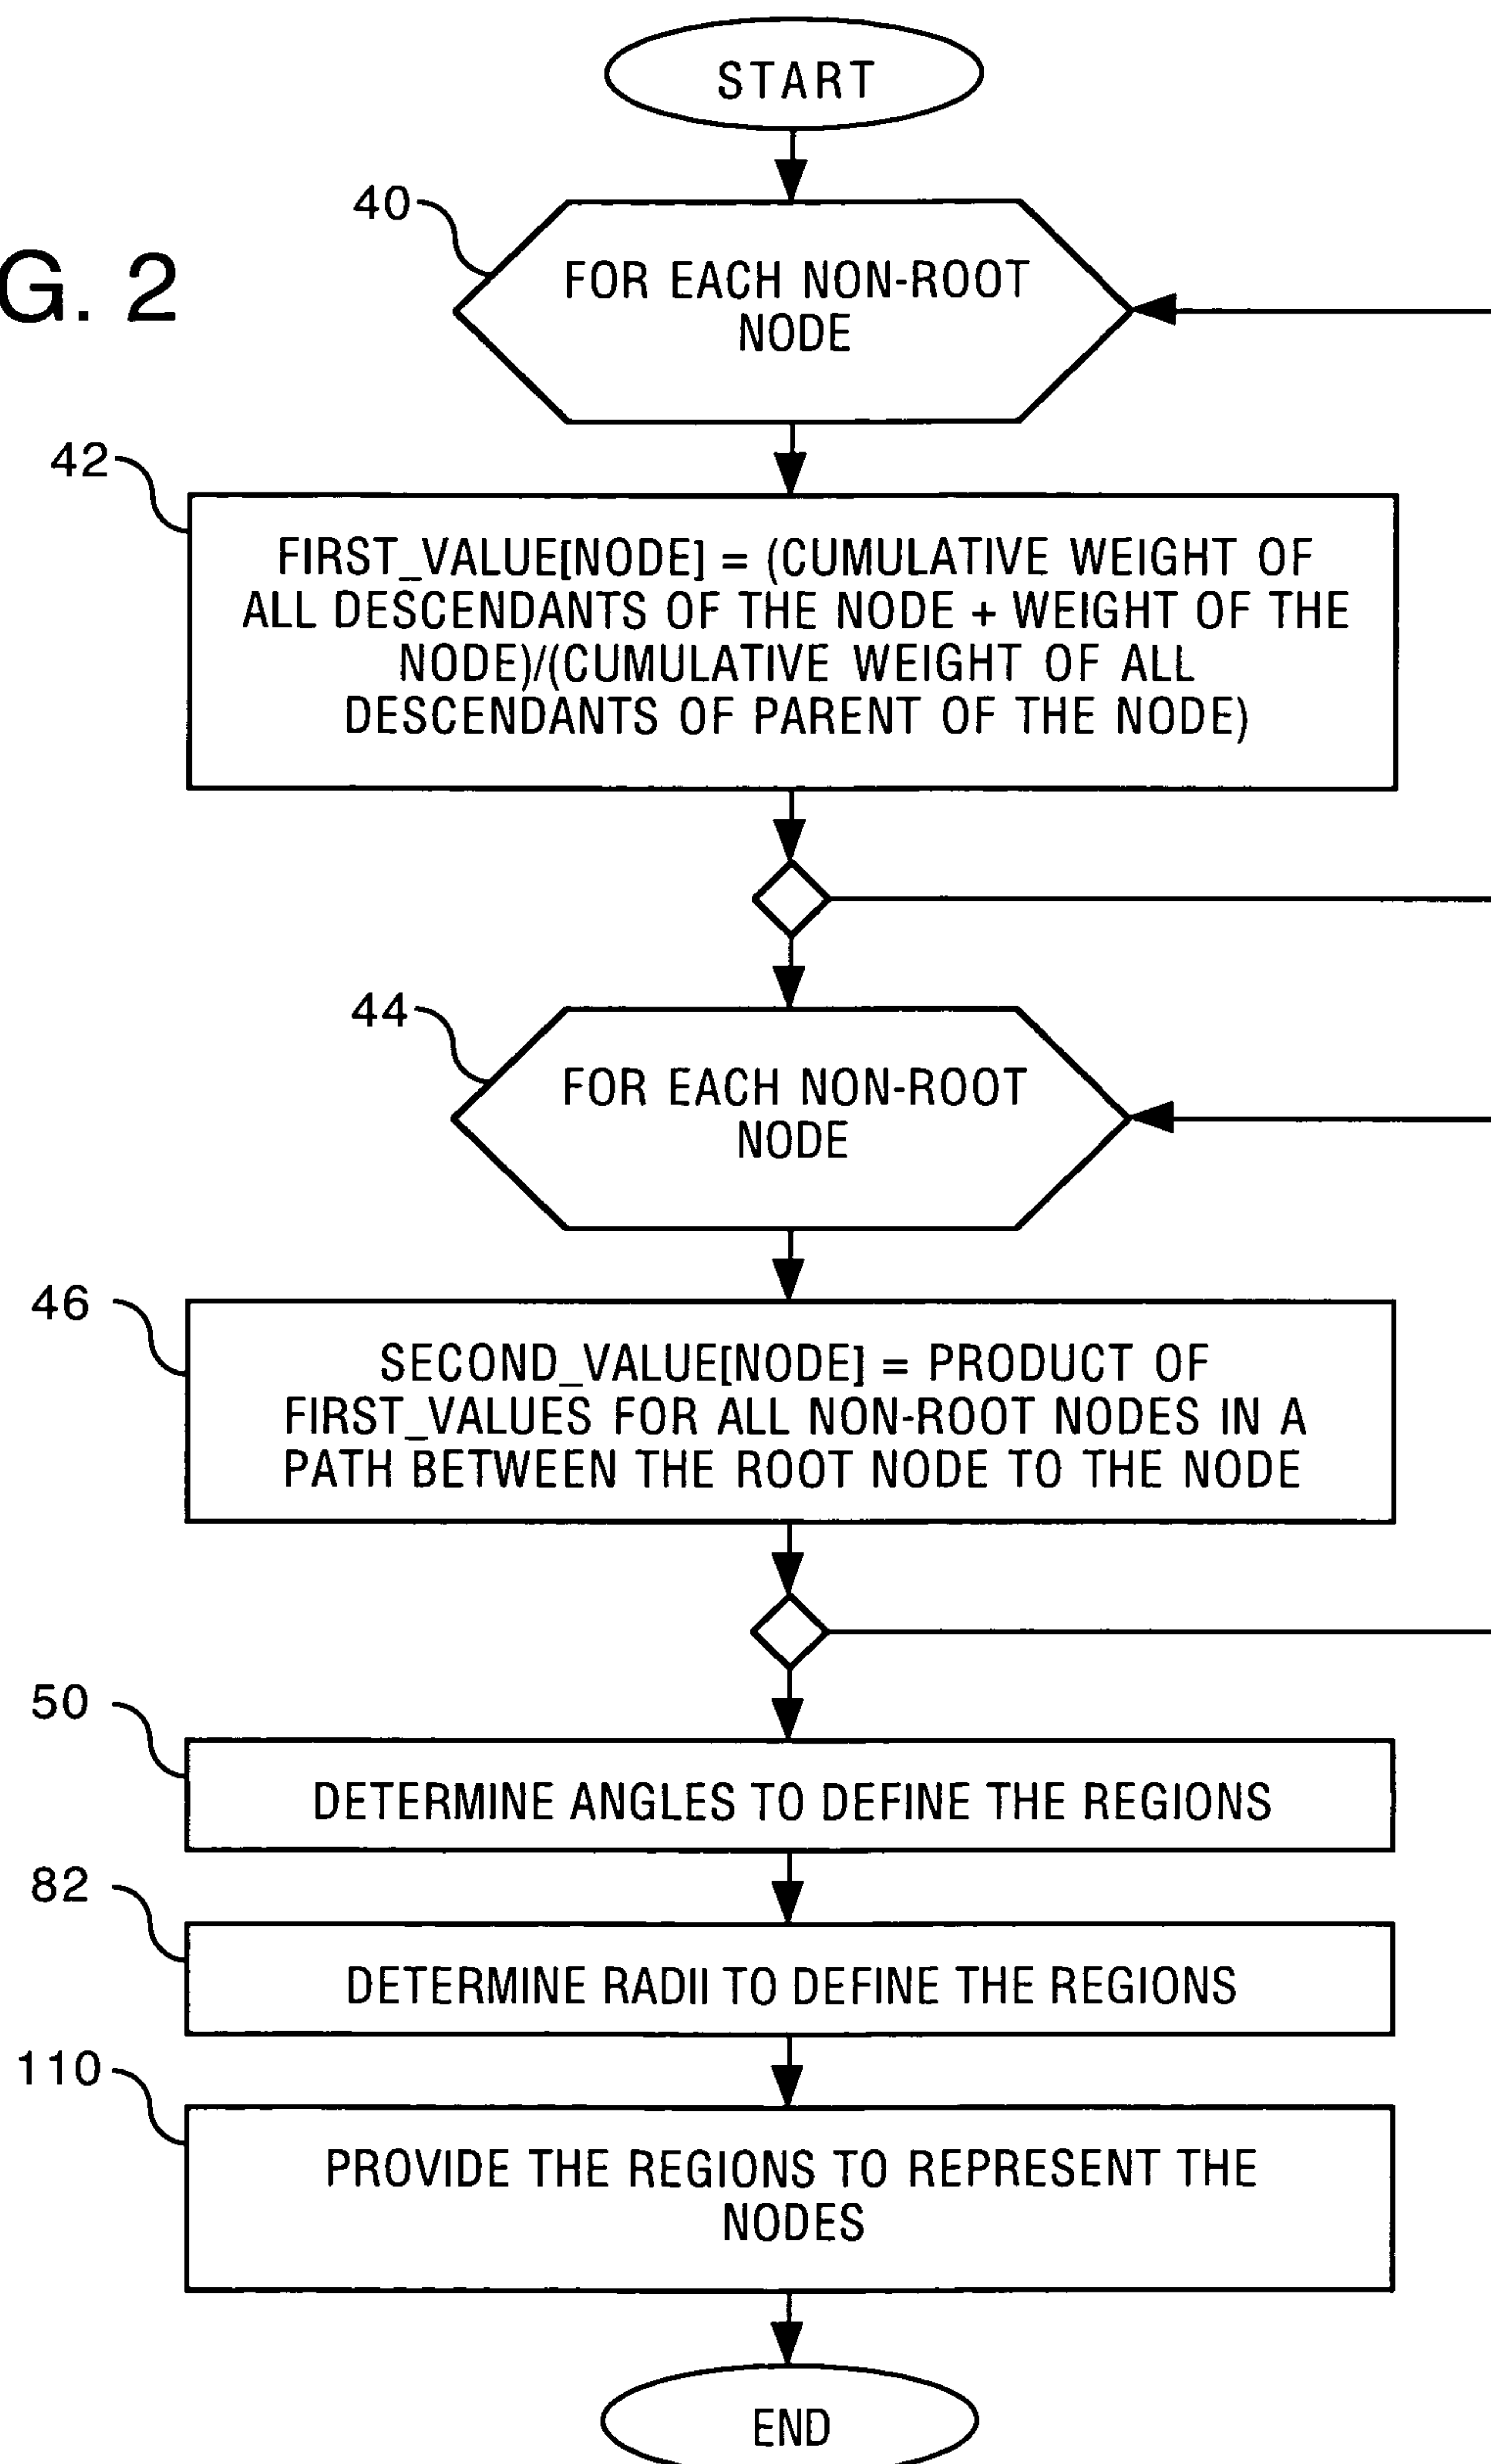 START
40
FOR EACH NON-ROOT
NODE
G. 2
42
FIRST_VALUE[NODE] = (CUMULATIVE WEIGHT OF
ALL DESCENDANTS OF THE NODE + WEIGHT OF THE
NODE)/(CUMULATIVE WEIGHT OF ALL
DESCENDANTS OF PARENT OF THE NODE)
44
FOR EACH NON-ROOT
NODE
46
SECOND_VALUE[NODE] = PRODUCT OF
FIRST_VALUES FOR ALL NON-ROOT NODES IN A
PATH BETWEEN THE ROOT NODE TO THE NODE
50
DETERMINE ANGLES TO DEFINE THE REGIONS
82
DETERMINE RADII TO DEFINE THE REGIONS
110
PROVIDE THE REGIONS TO REPRESENT THE
NODES
END